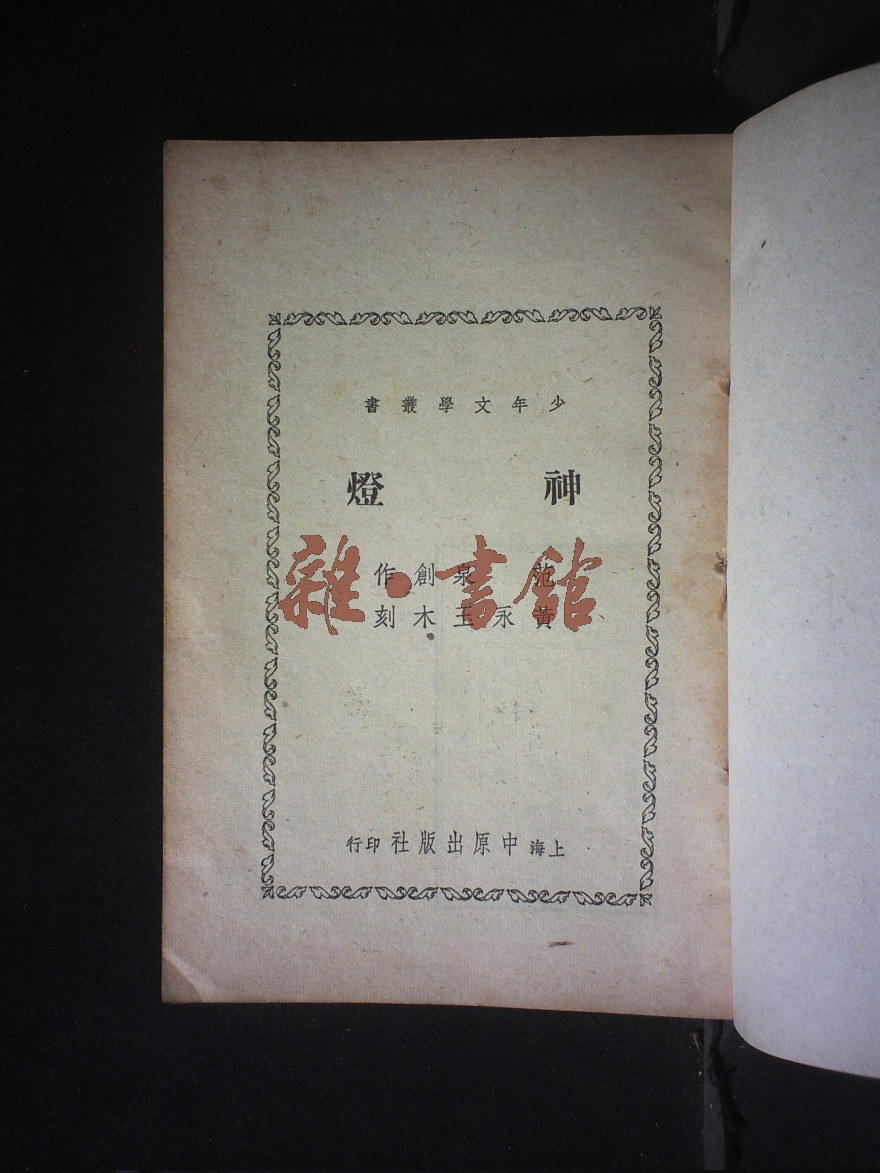 少年文學叢書
神燈
范泉創作
黃永玉木刻
上海中原出版社印行
雜·書館